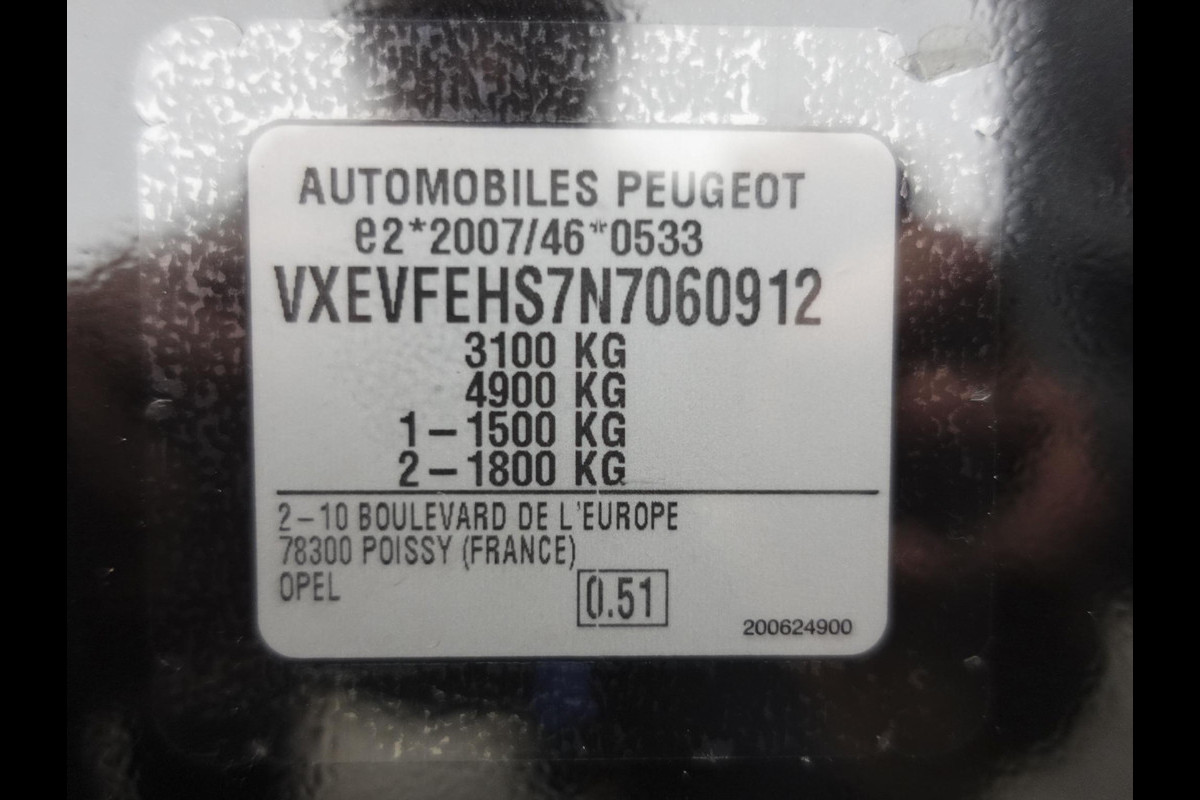 AUTOMOBILES PEUGEOT
e2*2007/46*0533
VXEVFEHS7N7060912
3100 KG
4900 KG
1-1500 KG
2-1800 KG
2-10 BOULEVARD DE L'EUROPE
78300 POISSY (FRANCE)
OPEL
0.51
200624900